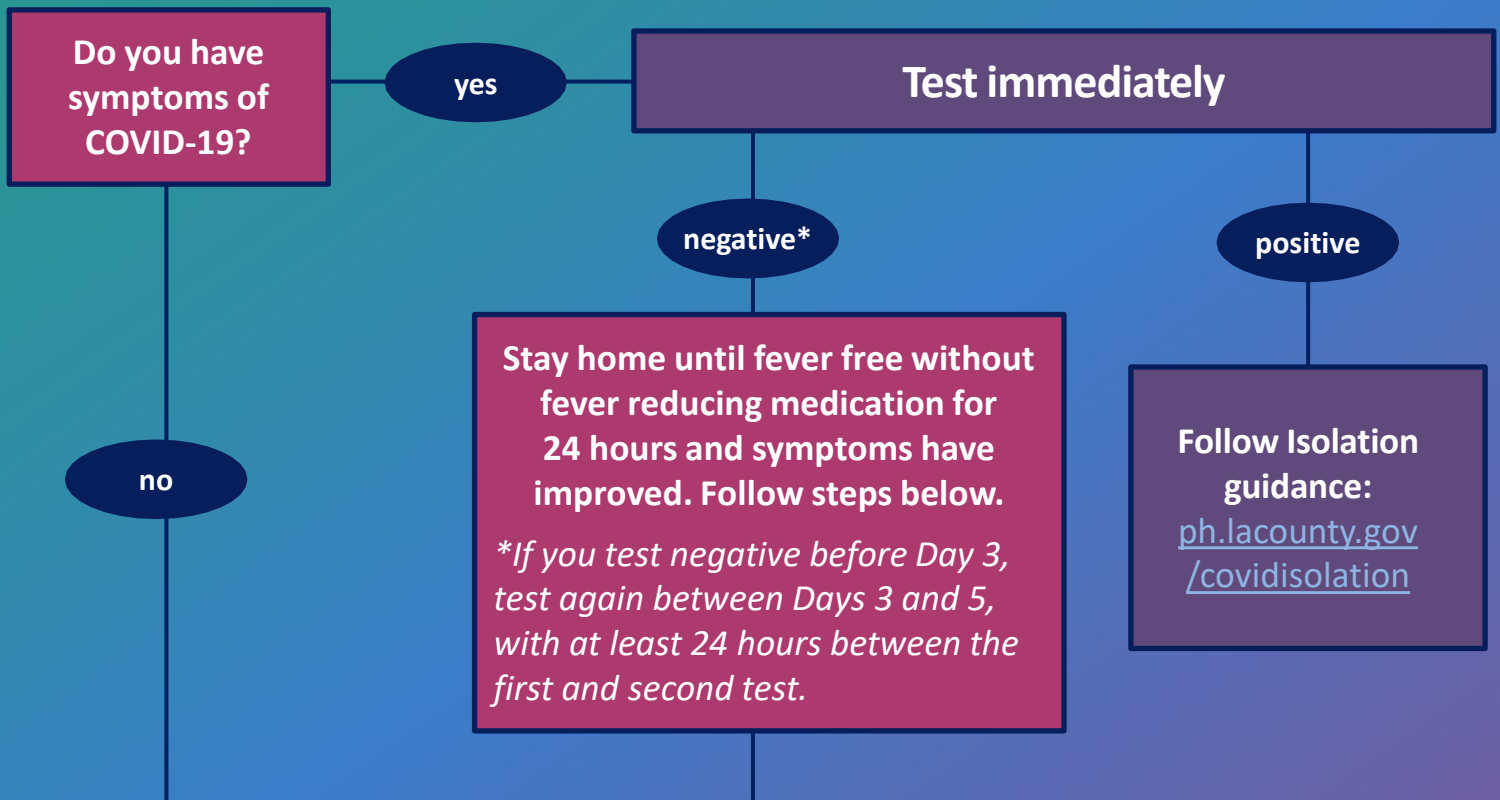 Do you have
symptoms of
COVID-19?
yes
Test immediately
negative*
positive
no
Stay home until fever free without
fever reducing medication for
24 hours and symptoms have
improved. Follow steps below.
*If you test negative before Day 3,
test again between Days 3 and 5,
with at least 24 hours between the
first and second test.
Follow Isolation
guidance:
ph.lacounty.gov
/covidisolation